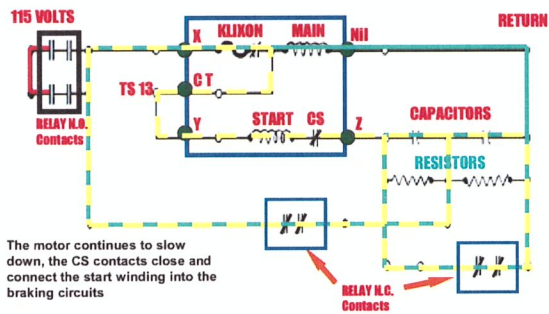 115 VOLTS
RETURN
X
KLIXON
MAIN
Nil
TS 13
CT
Y
START
CS
Z
CAPACITORS
RELAY N.O.
Contacts
RESISTORS
The motor continues to slow
down, the CS contacts close and
connect the start winding into the
braking circuits
RELAY N.C.
Contacts